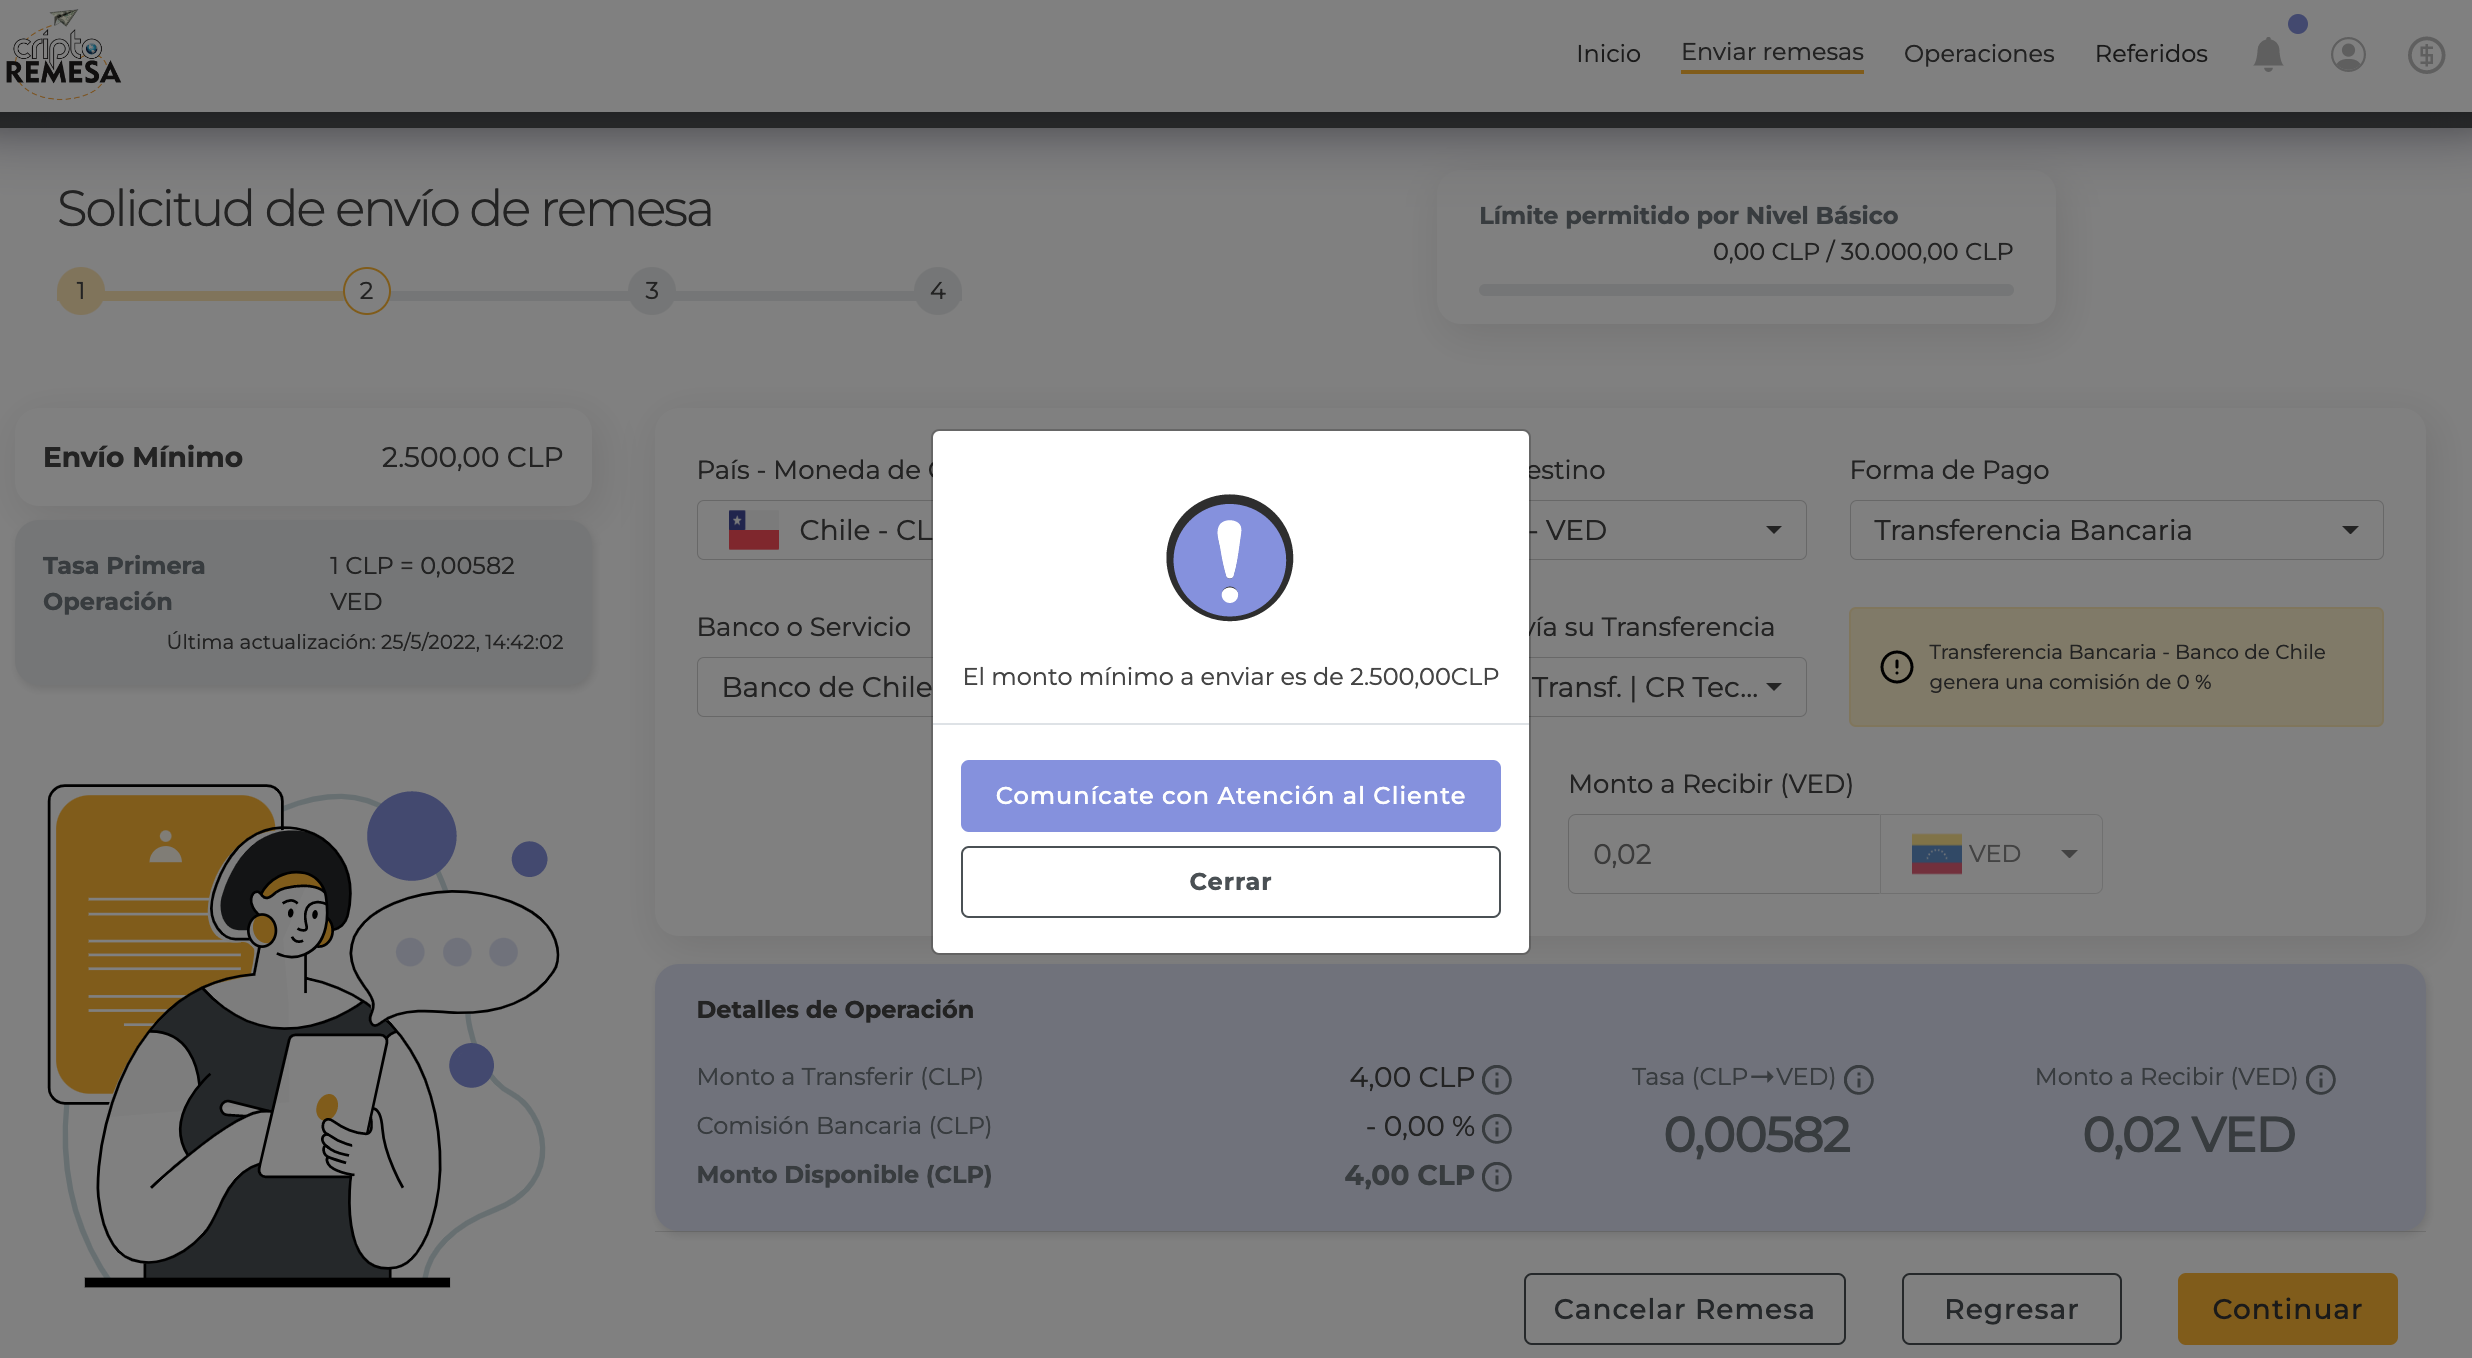 cripto
REMESA
Inicio
Enviar remesas
Operaciones
Referidos
Solicitud de envío de remesa
1
2
3
4
Límite permitido por Nivel Básico
0,00 CLP / 30.000,00 CLP
Envío Mínimo
2.500,00 CLP
Tasa Primera
Operación
1 CLP = 0,00582
VED
Última actualización: 25/5/2022, 14:42:02
País - Moneda de
Chile - CL
estino
- VED
Forma de Pago
Transferencia Bancaria
Banco o Servicio
Banco de Chile
vía su Transferencia
Transf. | CR Tec...
Transferencia Bancaria - Banco de Chile
genera una comisión de 0 %
Monto a Recibir (VED)
0,02
VED
El monto mínimo a enviar es de 2.500,00CLP
Comunícate con Atención al Cliente
Cerrar
Detalles de Operación
Monto a Transferir (CLP)
4,00 CLP
Comisión Bancaria (CLP)
- 0,00 %
Monto Disponible (CLP)
4,00 CLP
Tasa (CLP→VED)
0,00582
Monto a Recibir (VED)
0,02 VED
Cancelar Remesa
Regresar
Continuar